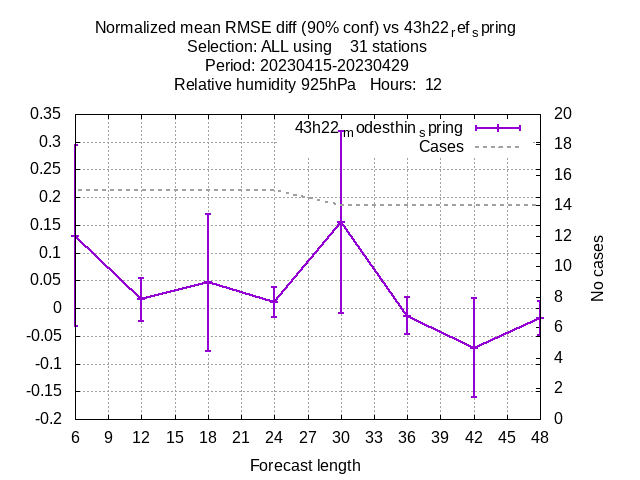 Normalized mean RMSE diff (90% conf) vs 43h22refspring
Selection: ALL using 31 stations
Period: 20230415-20230429
Relative humidity 925hPa Hours: 12
0.35
0.3
0.25
0.2
0.15
0.1
0.05
0
-0.05
-0.1
-0.15
-0.2
43h22modesthinspring
Cases
20
18
16
14
12
10
8
6
4
2
0
No cases
6 9 12 15 18 21 24 27 30 33 36 39 42 45 48
Forecast length